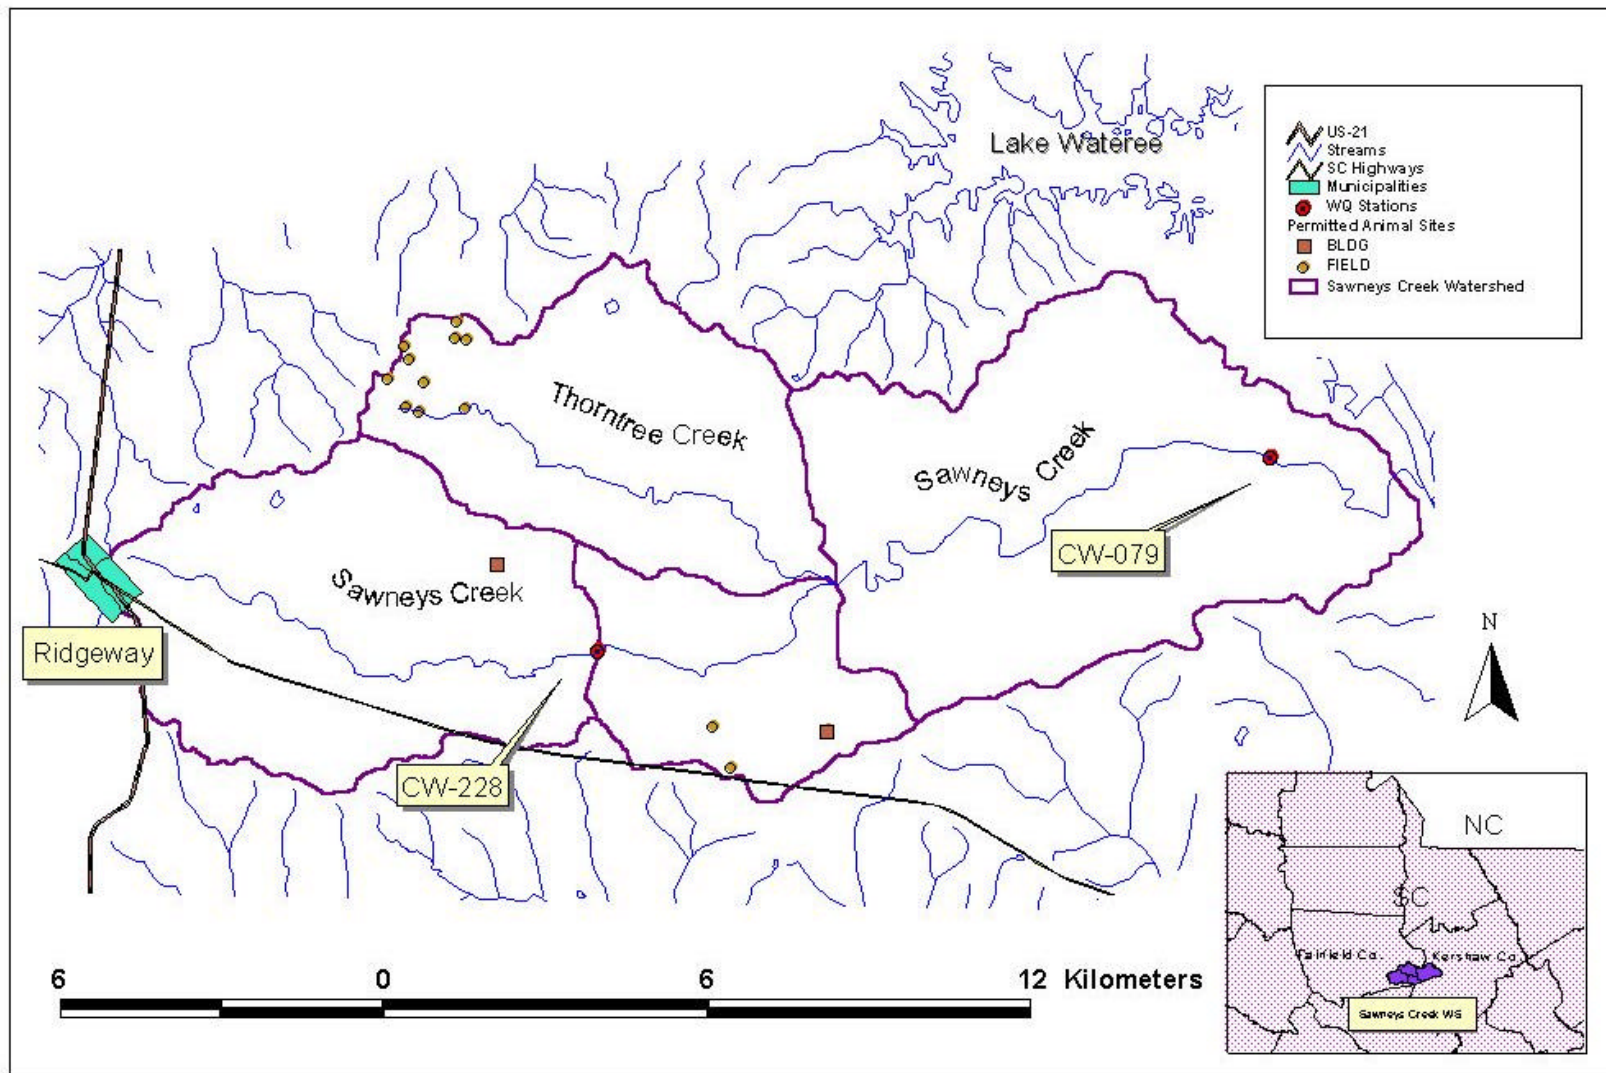 Lake Wateree
US-21
Streams
SC Highways
Municipalities
WQ Stations
Permitted Animal Sites
BLDG
FIELD
Sawneys Creek Watershed
Thorntree Creek
Sawneys Creek
CW-079
Sawneys Creek
Ridgeway
N
CW-228
NC
SC
Fairfield Co.
Kershaw Co.
Sawneys Creek WS
6 0 6 12 Kilometers